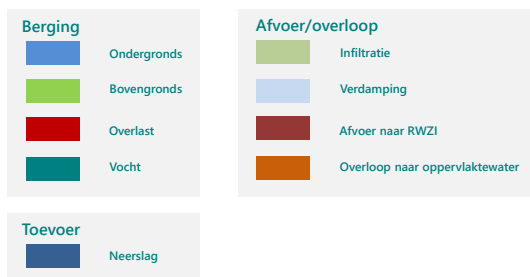 Berging
Ondergronds
Bovengronds
Overlast
Vocht
Afvoer/overloop
Infiltratie
Verdamping
Afvoer naar RWZI
Overloop naar oppervlaktewater
Toevoer
Neerslag